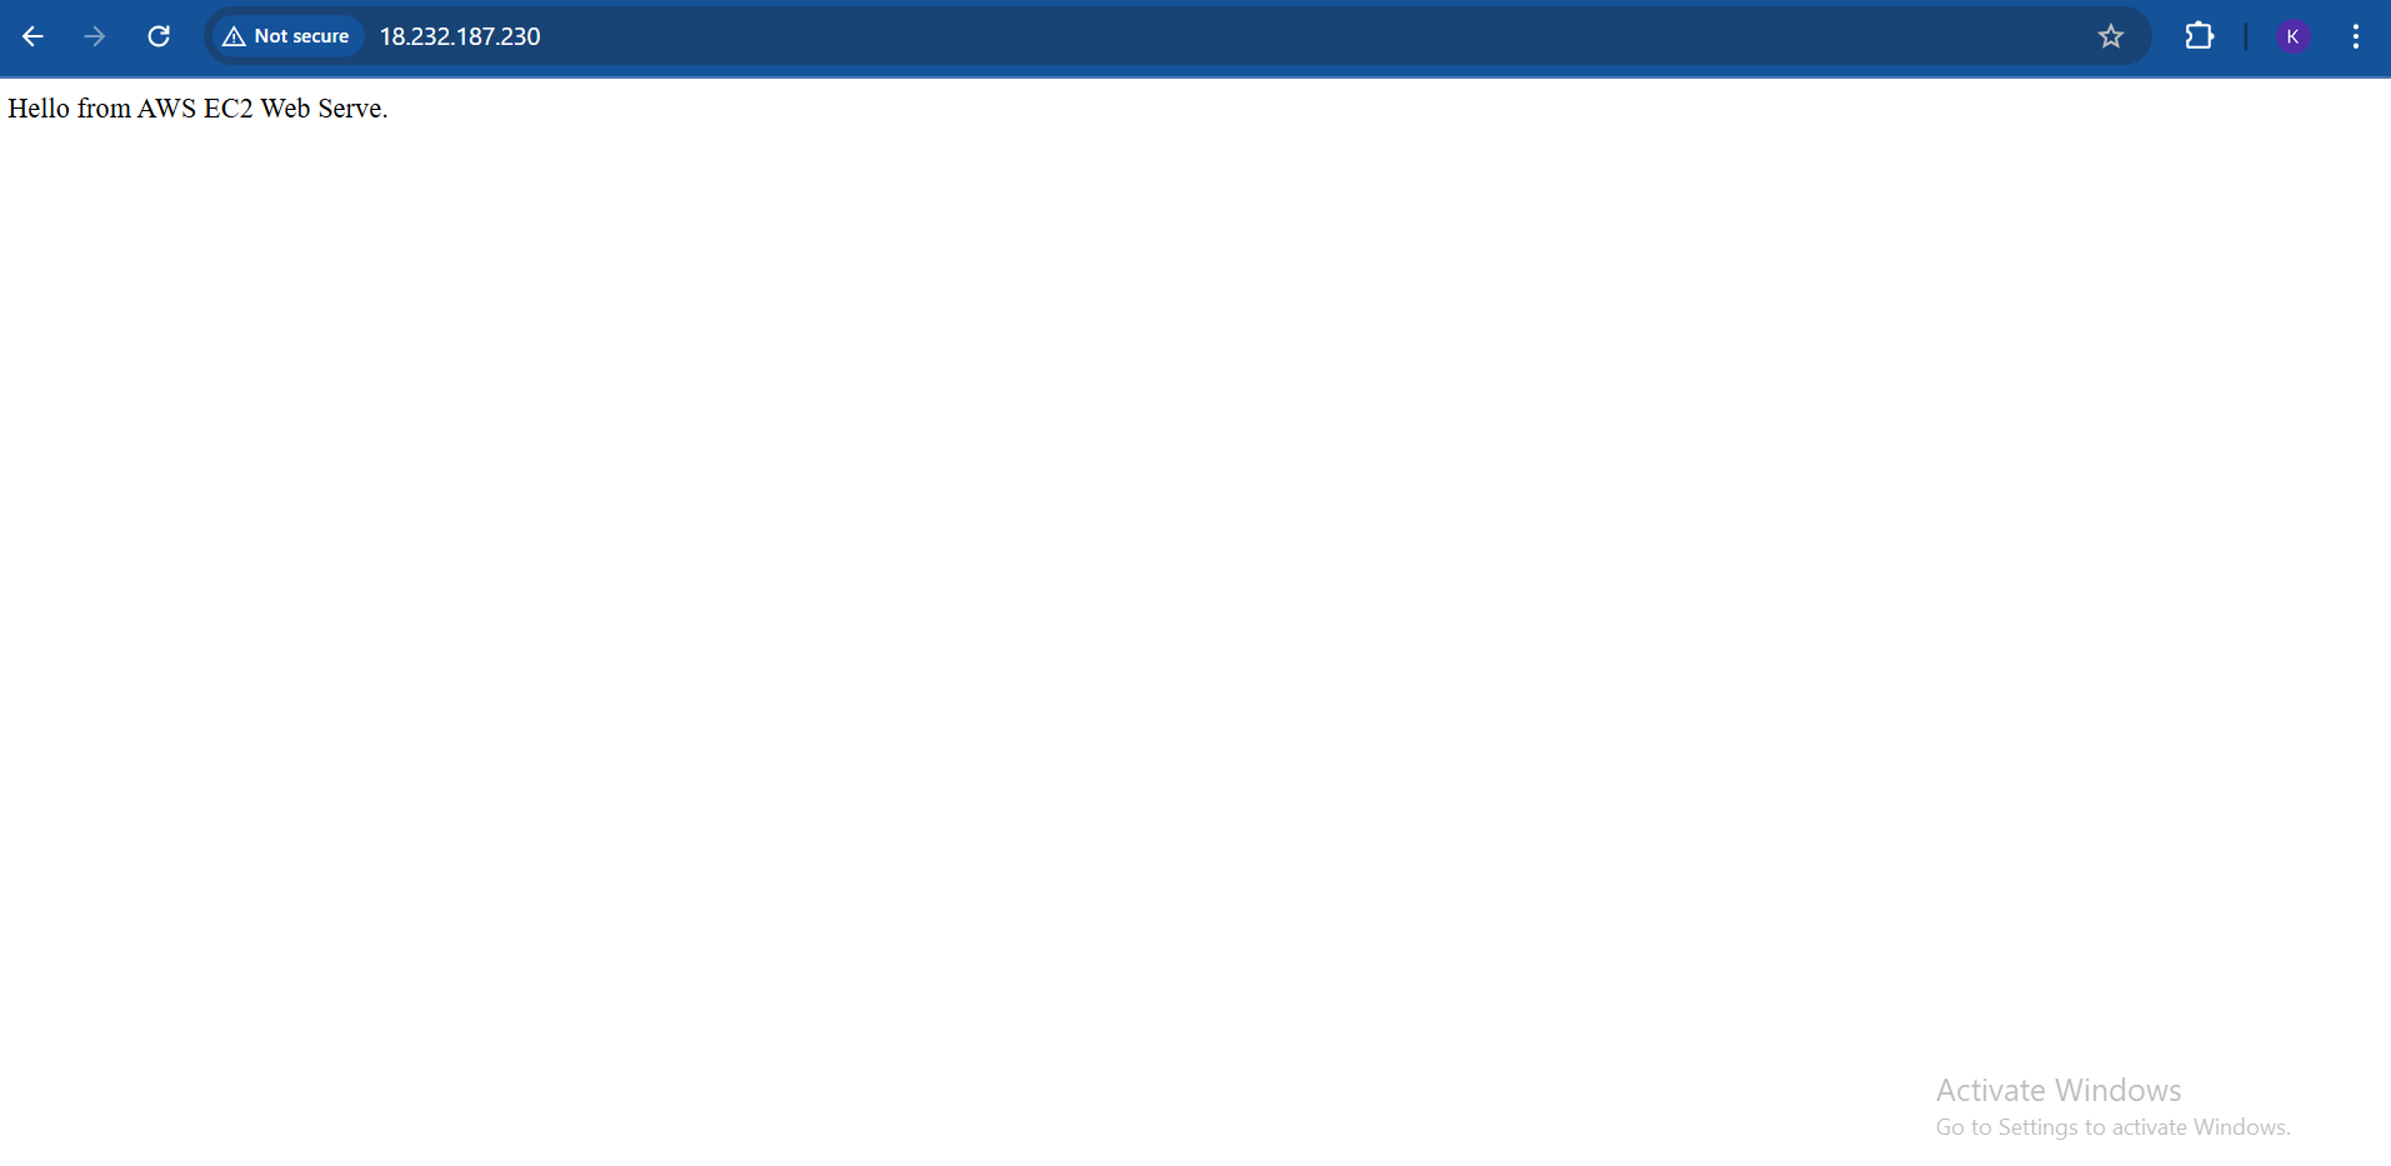 Not secure 18.232.187.230
K
Hello from AWS EC2 Web Serve.
Activate Windows
Go to Settings to activate Windows.